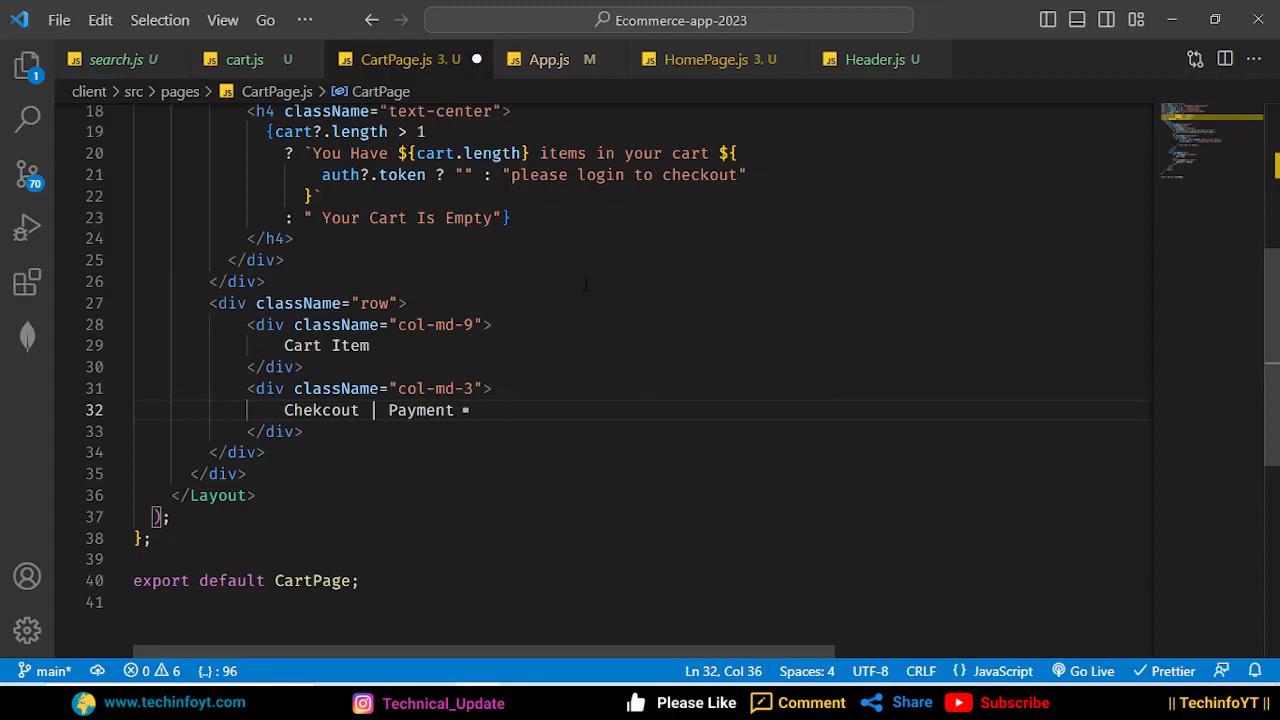 File Edit Selection View Go ··· Ecommerce-app-2023
search.js U cart.js U CartPage.js 3, U App.js M HomePage.js 3, U Header.js U
client > src > pages > CartPage.js > CartPage
18 <h4 className="text-center">
19 {cart?.length > 1
20 ? `You Have ${cart.length} items in your cart ${
21 auth?.token ? "" : "please login to checkout"
22 }`
23 : " Your Cart Is Empty"}
24 </h4>
25 </div>
26 </div>
27 <div className="row">
28 <div className="col-md-9">
29 Cart Item
30 </div>
31 <div className="col-md-3">
32 Chekcout | Payment
33 </div>
34 </div>
35 </div>
36 </Layout>
37 );
38 };
39
40 export default CartPage;
41
1
70
main* 0 6 {..} : 96 Ln 32, Col 36 Spaces: 4 UTF-8 CRLF {} JavaScript Go Live Prettier
www.techinfoyt.com Technical_Update Please Like Comment Share Subscribe || TechinfoYT ||